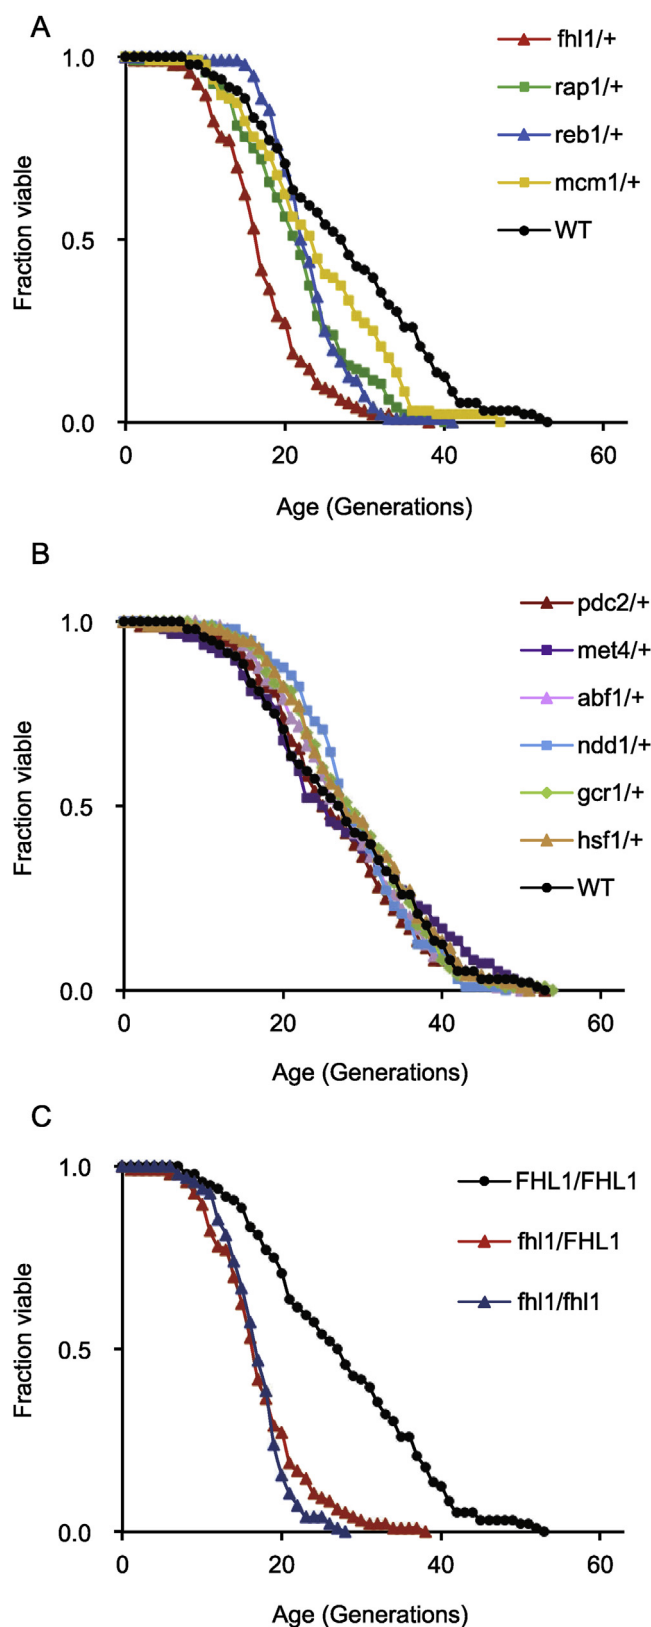 A
fhl1/+
rap1/+
reb1/+
mcm1/+
WT
Fraction viable
1.0
0.5
0.0
0 20 40 60
Age (Generations)
B
pdc2/+
met4/+
abf1/+
ndd1/+
gcr1/+
hsf1/+
WT
Fraction viable
1.0
0.5
0.0
0 20 40 60
Age (Generations)
C
FHL1/FHL1
fhl1/FHL1
fhl1/fhl1
Fraction viable
1.0
0.5
0.0
0 20 40 60
Age (Generations)